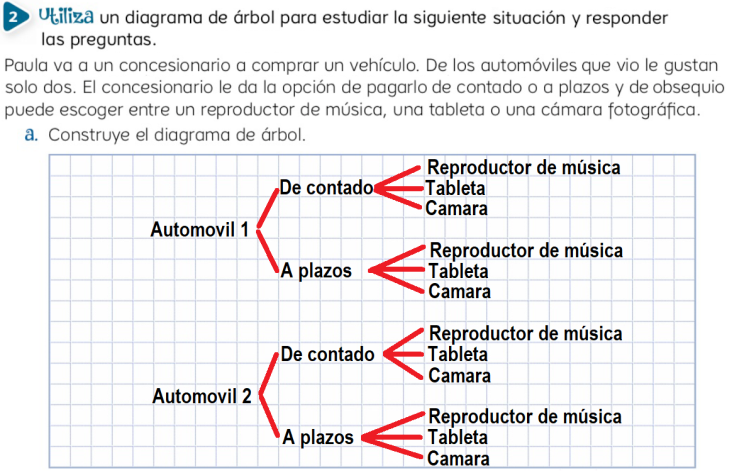 2 Utiliza un diagrama de árbol para estudiar la siguiente situación y responder
las preguntas.
Paula va a un concesionario a comprar un vehículo. De los automóviles que vio le gustan
solo dos. El concesionario le da la opción de pagarlo de contado o a plazos y de obsequio
puede escoger entre un reproductor de música, una tableta o una cámara fotográfica.
a. Construye el diagrama de árbol.
Reproductor de música
De contado Tableta
Camara
Automovil 1
Reproductor de música
A plazos Tableta
Camara
Reproductor de música
De contado Tableta
Camara
Automovil 2
Reproductor de música
A plazos Tableta
Camara